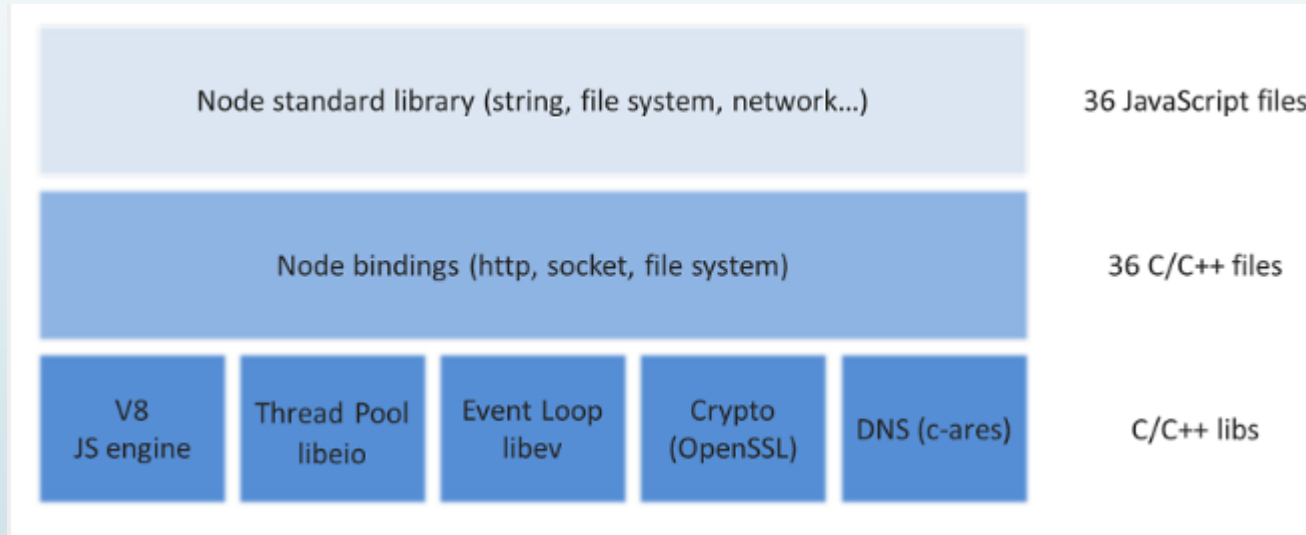 Node standard library (string, file system, network...)
36 JavaScript files
Node bindings (http, socket, file system)
36 C/C++ files
V8
JS engine
Thread Pool
libeio
Event Loop
libev
Crypto
(OpenSSL)
DNS (c-ares)
C/C++ libs